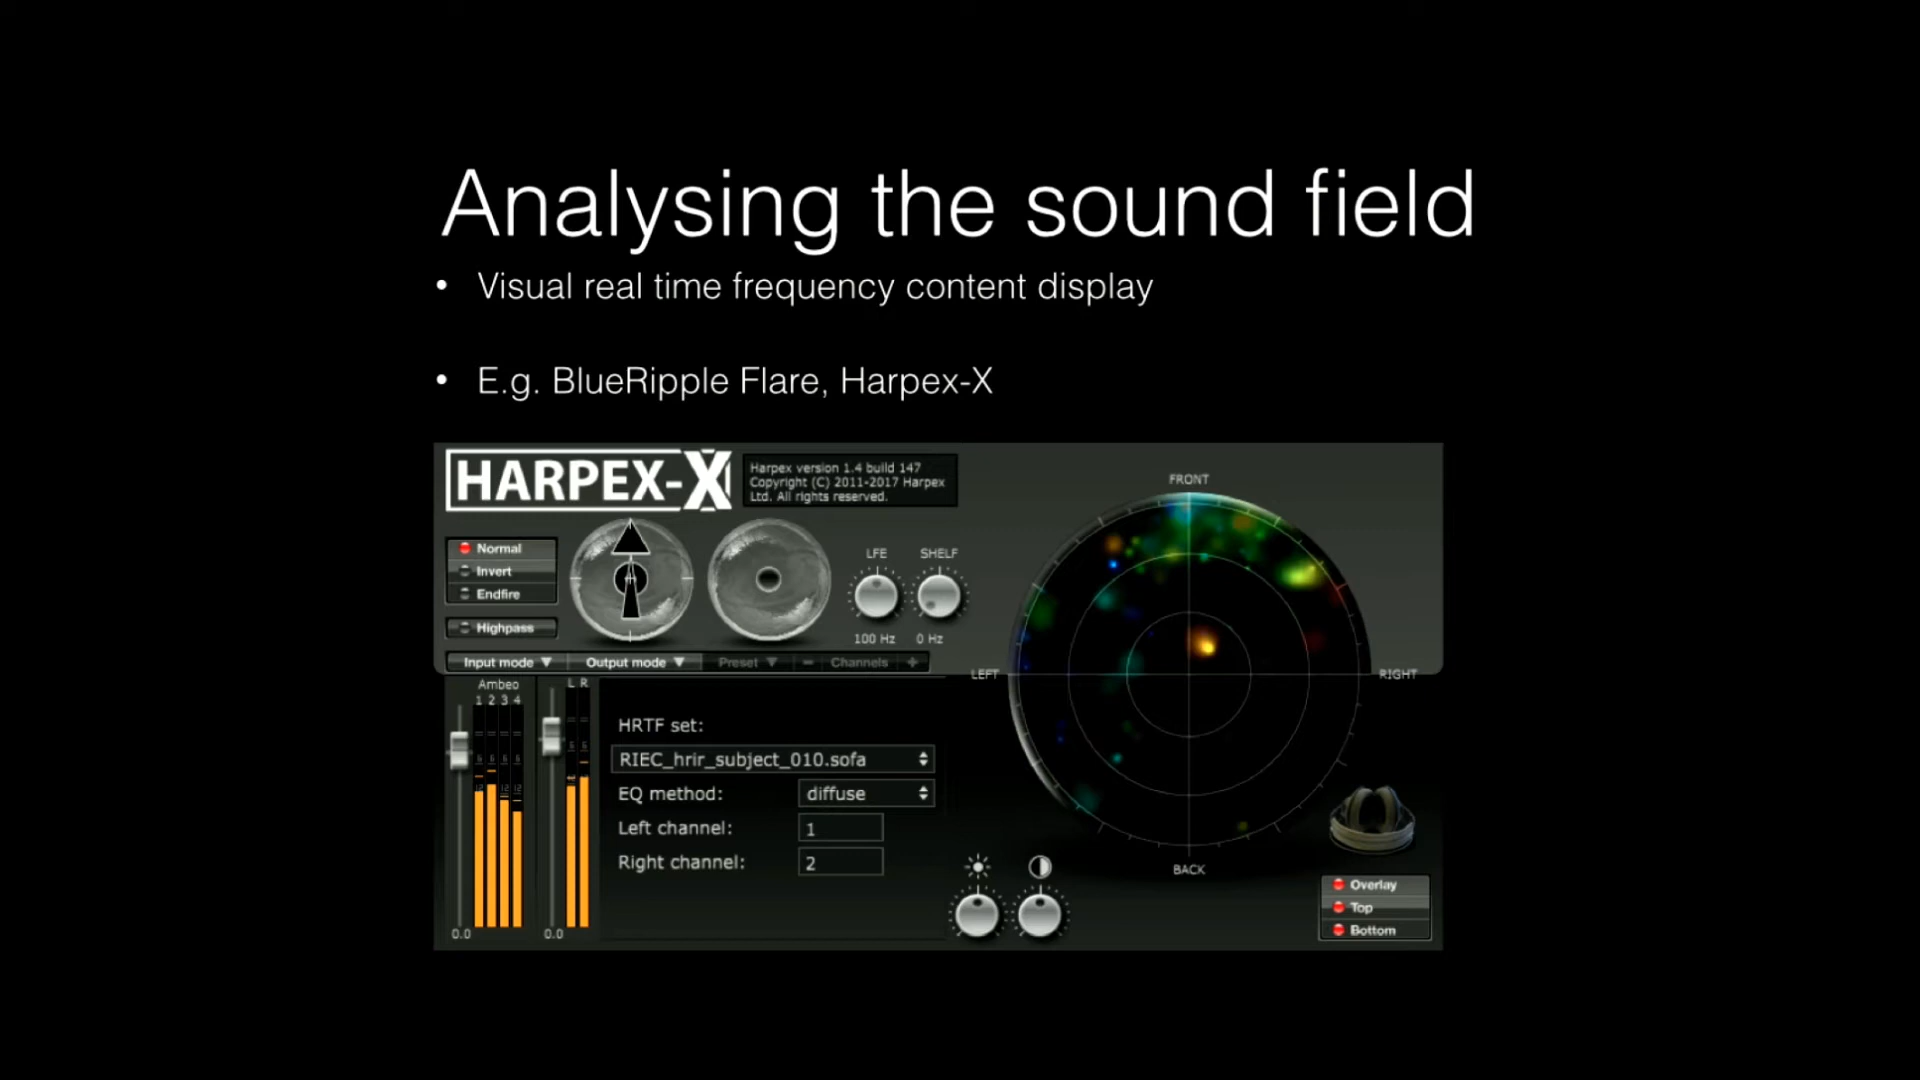 Analysing the sound field
• Visual real time frequency content display
• E.g. BlueRipple Flare, Harpex-X
HARPEX-X
Harpex version 1.4 build 147
Copyright (C) 2011-2017 Harpex
Ltd. All rights reserved.
Normal
Invert
Endfire
Highpass
LFE SHELF
100 Hz 0 Hz
Input mode ▼ Output mode ▼ Preset ▼ − Channels +
Ambeo
1 2 3 4
L R
0.0 0.0
HRTF set:
RIEC_hrir_subject_010.sofa
EQ method: diffuse
Left channel: 1
Right channel: 2
FRONT
LEFT
RIGHT
BACK
Overlay
Top
Bottom